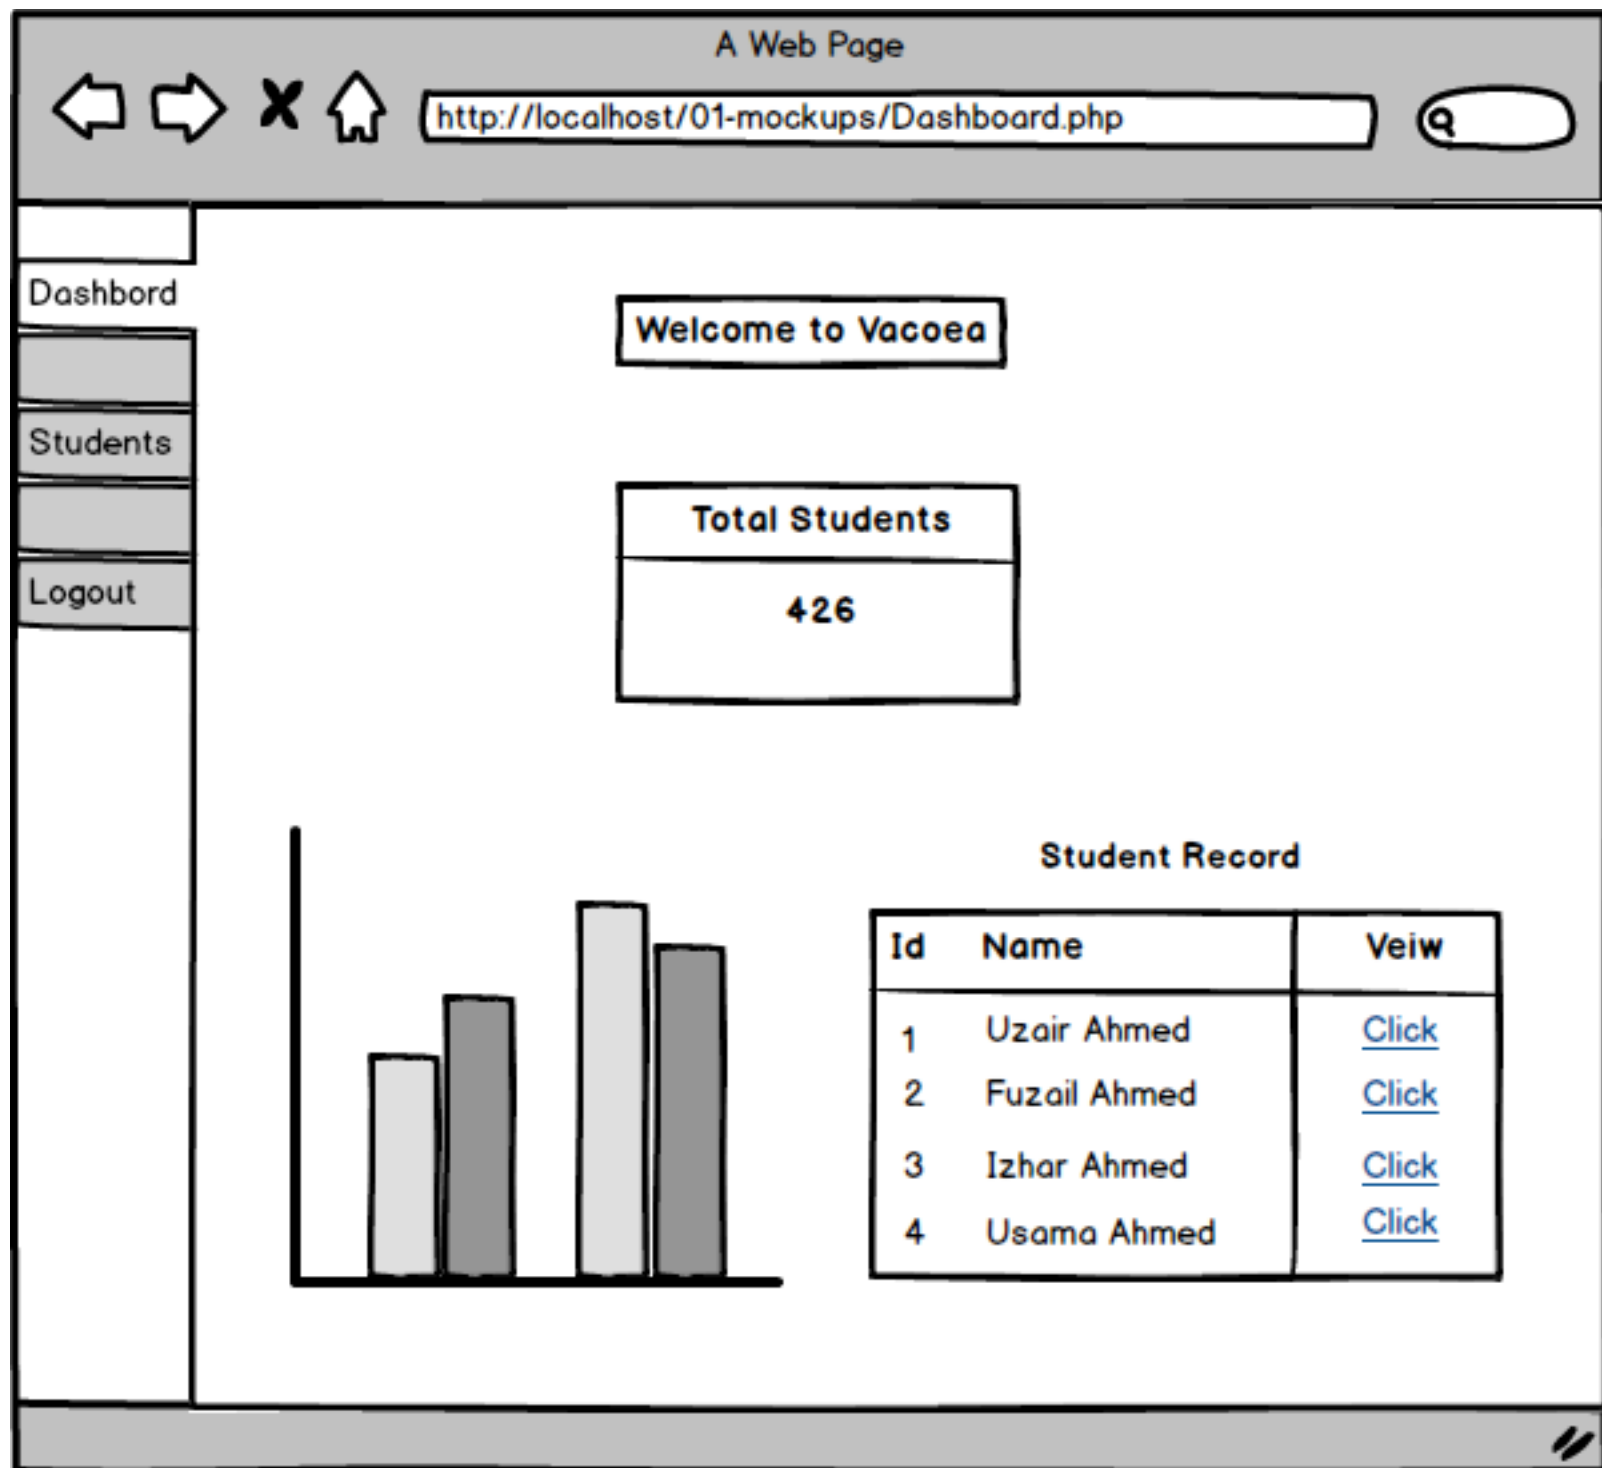 A Web Page
http://localhost/01-mockups/Dashboard.php
Dashbord
Students
Logout
Welcome to Vacoea
Total Students
426
Student Record
Id Name Veiw
1 Uzair Ahmed Click
2 Fuzail Ahmed Click
3 Izhar Ahmed Click
4 Usama Ahmed Click